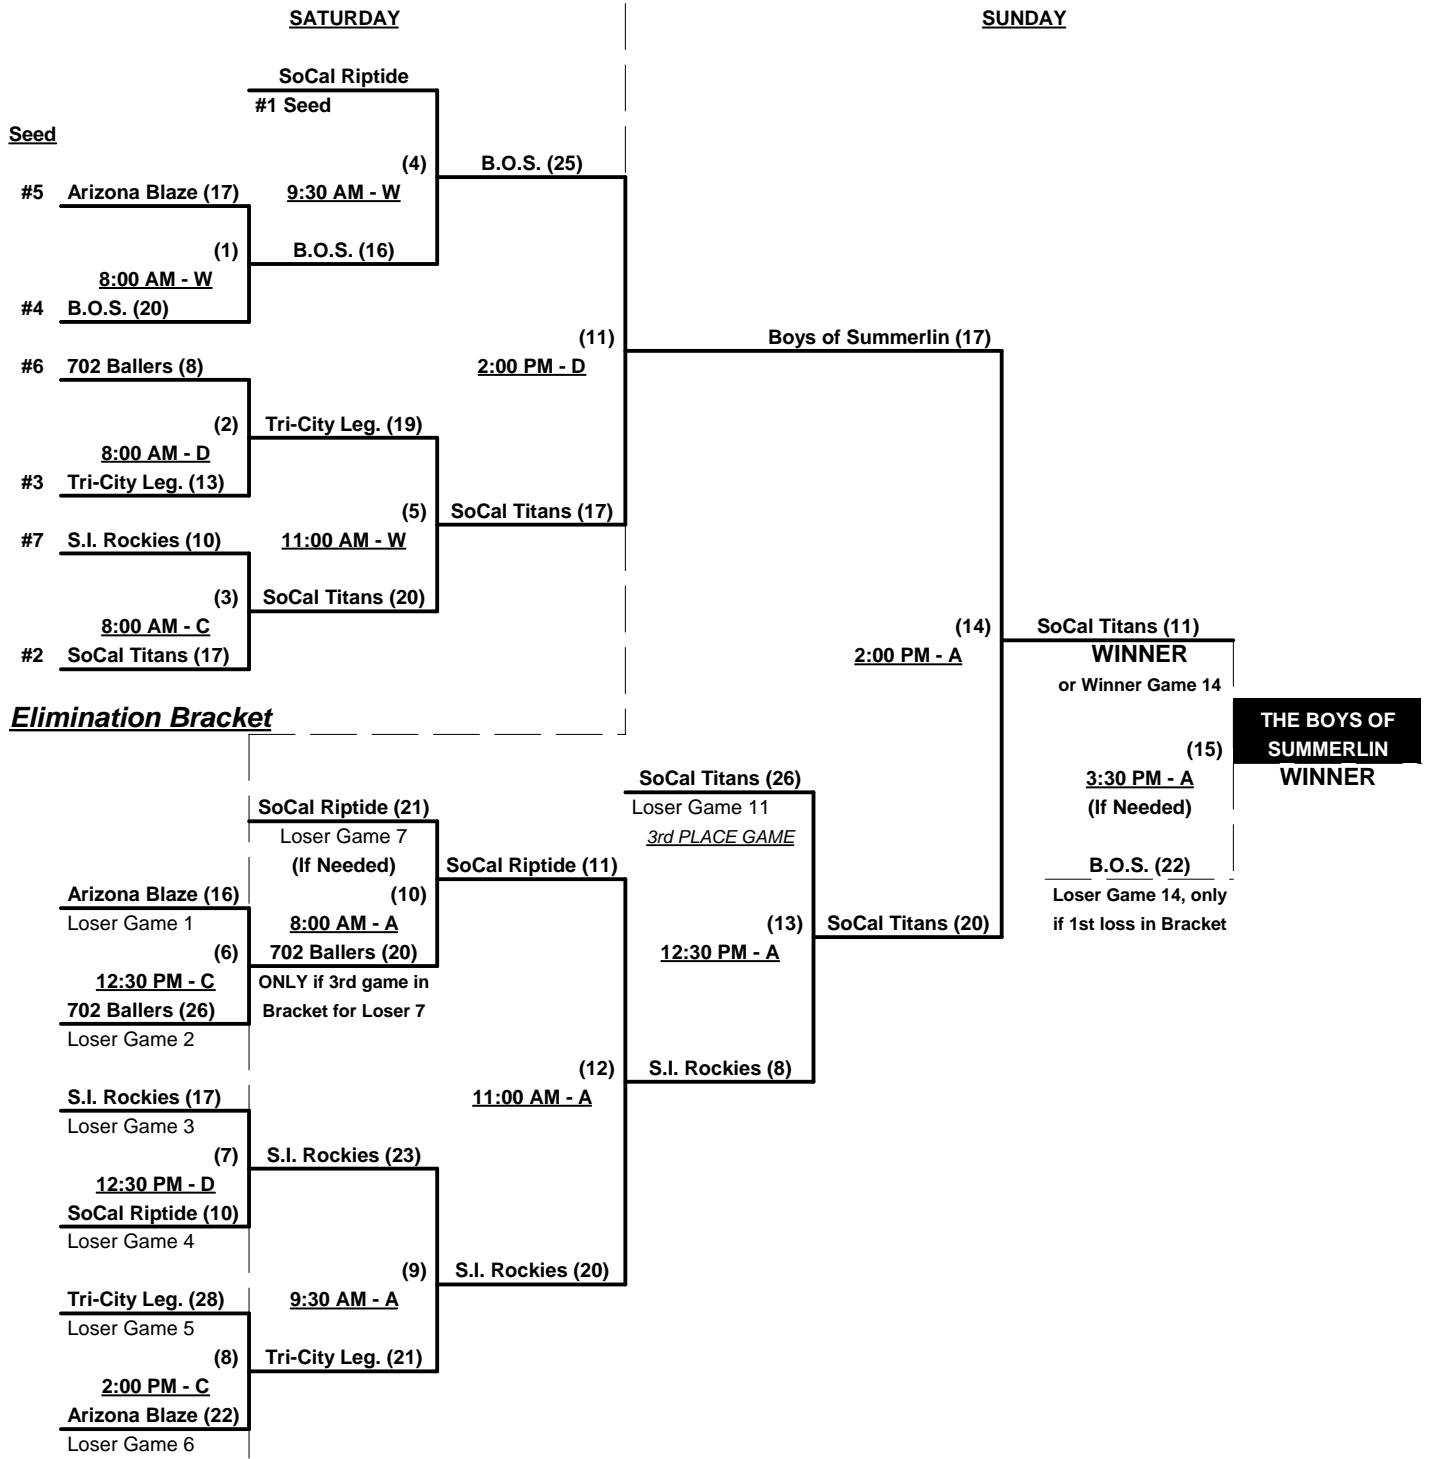 SATURDAY
SUNDAY
SoCal Riptide
#1 Seed
Seed
(4)
B.O.S. (25)
#5 Arizona Blaze (17)
9:30 AM - W
(1)
B.O.S. (16)
8:00 AM - W
#4 B.O.S. (20)
(11)
Boys of Summerlin (17)
#6 702 Ballers (8)
2:00 PM - D
(2)
Tri-City Leg. (19)
8:00 AM - D
#3 Tri-City Leg. (13)
(5)
SoCal Titans (17)
#7 S.I. Rockies (10)
11:00 AM - W
(3)
SoCal Titans (20)
8:00 AM - C
#2 SoCal Titans (17)
(14)
SoCal Titans (11)
2:00 PM - A
WINNER
or Winner Game 14
Elimination Bracket
THE BOYS OF
SUMMERLIN
WINNER
(15)
3:30 PM - A
(If Needed)
SoCal Titans (26)
Loser Game 11
3rd PLACE GAME
SoCal Riptide (21)
Loser Game 7
(If Needed)
SoCal Riptide (11)
B.O.S. (22)
Loser Game 14, only
if 1st loss in Bracket
Arizona Blaze (16)
Loser Game 1
(10)
8:00 AM - A
(13)
SoCal Titans (20)
12:30 PM - A
(6)
702 Ballers (20)
12:30 PM - C
ONLY if 3rd game in
Bracket for Loser 7
702 Ballers (26)
Loser Game 2
(12)
S.I. Rockies (8)
11:00 AM - A
S.I. Rockies (17)
Loser Game 3
(7)
S.I. Rockies (23)
12:30 PM - D
SoCal Riptide (10)
Loser Game 4
(9)
S.I. Rockies (20)
9:30 AM - A
Tri-City Leg. (28)
Loser Game 5
(8)
Tri-City Leg. (21)
2:00 PM - C
Arizona Blaze (22)
Loser Game 6